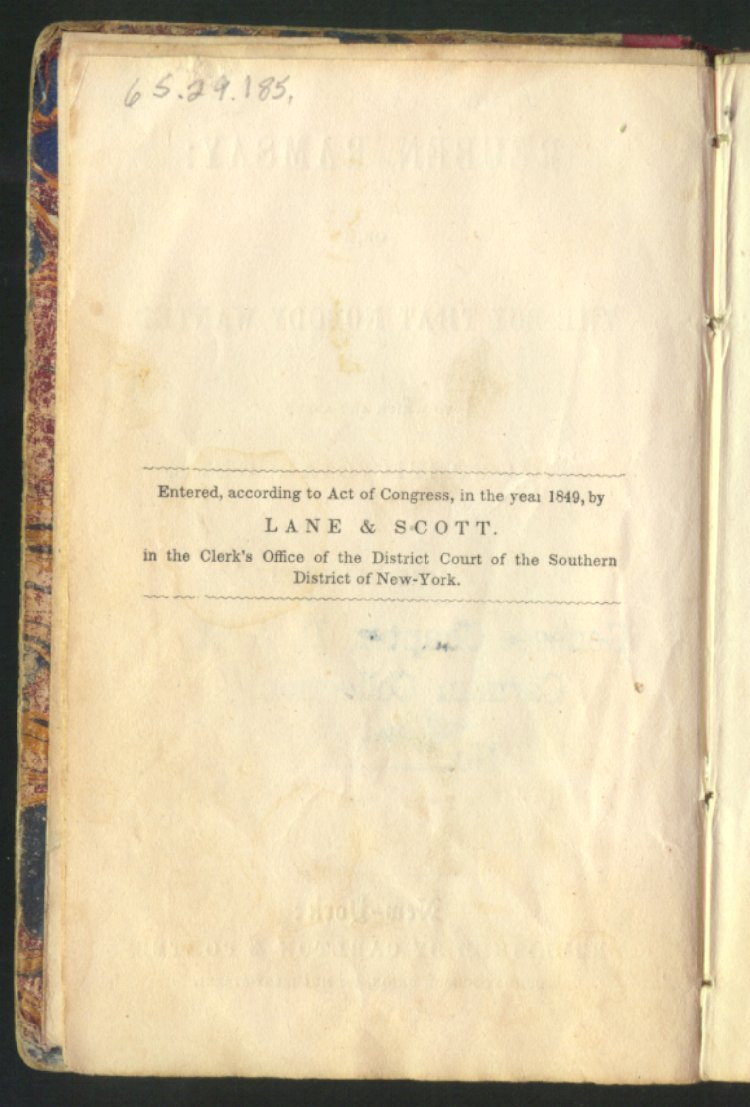 65.29.185.
Entered, according to Act of Congress, in the year 1849, by
LANE & SCOTT.
in the Clerk's Office of the District Court of the Southern
District of New-York.